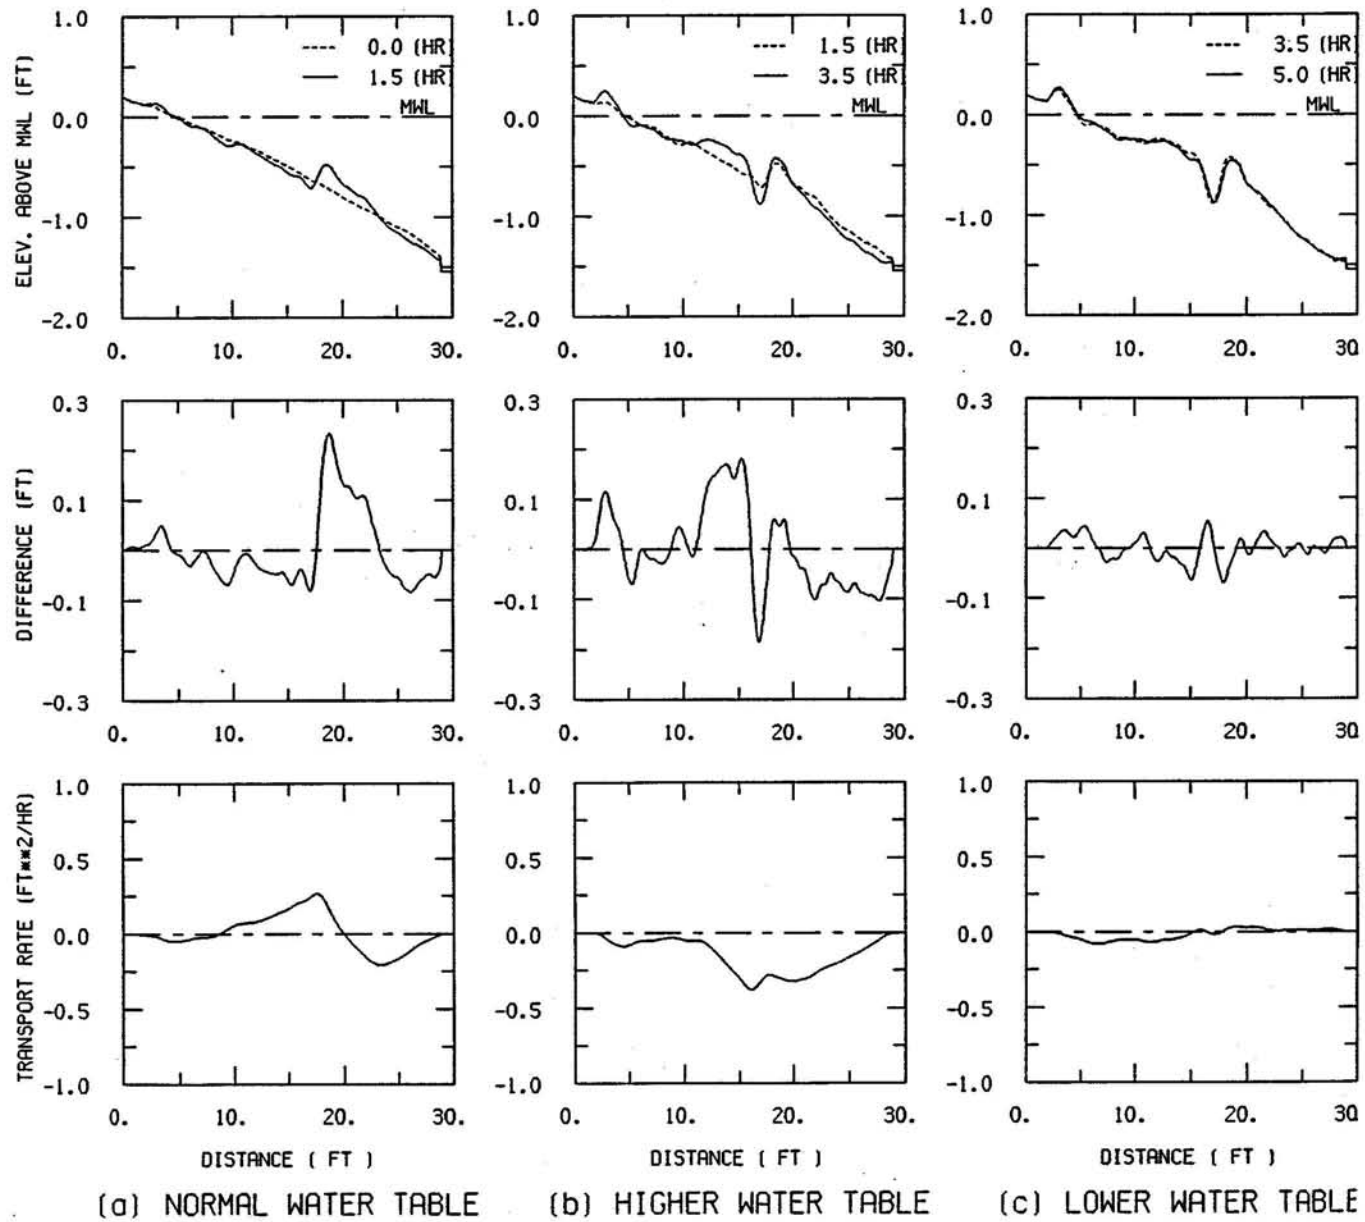 ELEV. ABOVE MWL (FT)
1.0
0.0
-1.0
-2.0
0.0 (HR)
1.5 (HR)
MWL
0. 10. 20. 30.
1.0
0.0
-1.0
-2.0
1.5 (HR)
3.5 (HR)
MWL
0. 10. 20. 30.
1.0
0.0
-1.0
-2.0
3.5 (HR)
5.0 (HR)
MWL
0. 10. 20. 30.
DIFFERENCE (FT)
0.3
0.1
-0.1
-0.3
0. 10. 20. 30.
0.3
0.1
-0.1
-0.3
0. 10. 20. 30.
0.3
0.1
-0.1
-0.3
0. 10. 20. 30.
TRANSPORT RATE (FT**2/HR)
1.0
0.5
0.0
-0.5
-1.0
0. 10. 20. 30.
DISTANCE ( FT )
1.0
0.5
0.0
-0.5
-1.0
0. 10. 20. 30.
DISTANCE ( FT )
1.0
0.5
0.0
-0.5
-1.0
0. 10. 20. 30.
DISTANCE ( FT )
(a) NORMAL WATER TABLE
(b) HIGHER WATER TABLE
(c) LOWER WATER TABLE